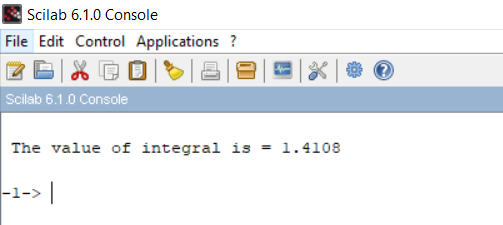 Scilab 6.1.0 Console
File Edit Control Applications ?
Scilab 6.1.0 Console
The value of integral is = 1.4108
-1->